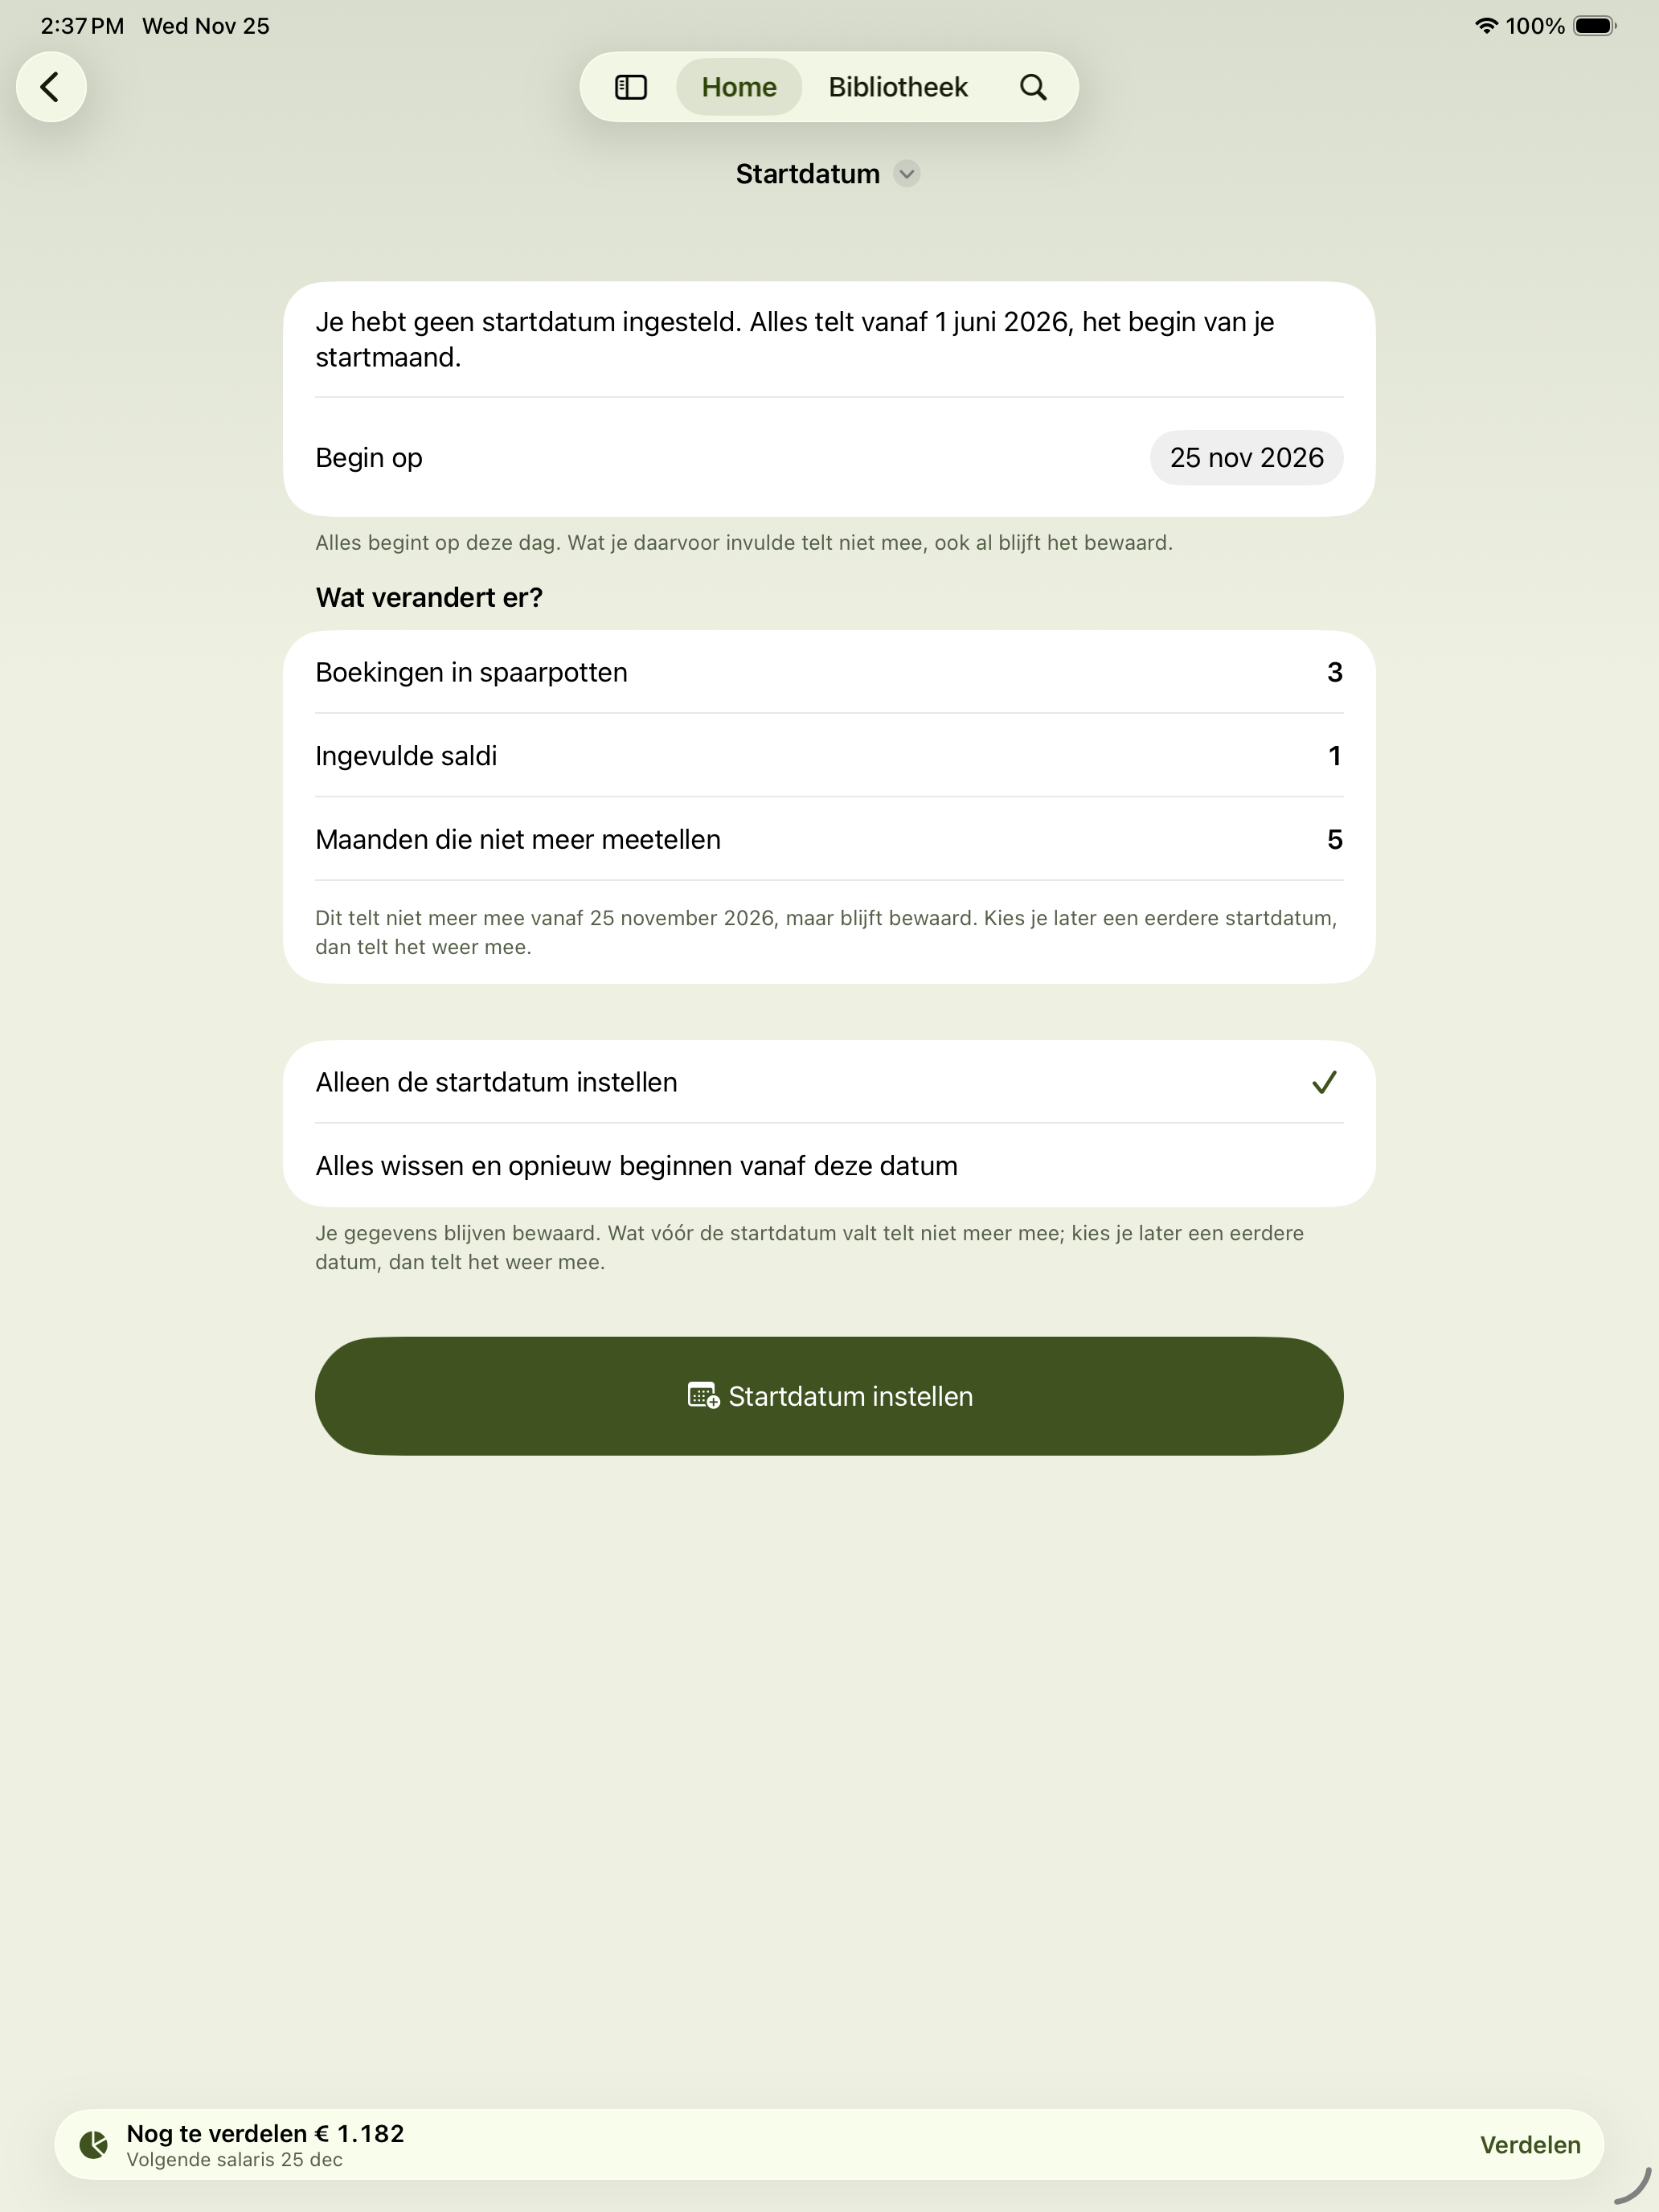 2:37 PM Wed Nov 25
100%
Home
Bibliotheek
Startdatum
Je hebt geen startdatum ingesteld. Alles telt vanaf 1 juni 2026, het begin van je
startmaand.
Begin op
25 nov 2026
Alles begint op deze dag. Wat je daarvoor invulde telt niet mee, ook al blijft het bewaard.
Wat verandert er?
Boekingen in spaarpotten
3
Ingevulde saldi
1
Maanden die niet meer meetellen
5
Dit telt niet meer mee vanaf 25 november 2026, maar blijft bewaard. Kies je later een eerdere startdatum,
dan telt het weer mee.
Alleen de startdatum instellen
Alles wissen en opnieuw beginnen vanaf deze datum
Je gegevens blijven bewaard. Wat vóór de startdatum valt telt niet meer mee; kies je later een eerdere
datum, dan telt het weer mee.
Startdatum instellen
Nog te verdelen € 1.182
Volgende salaris 25 dec
Verdelen